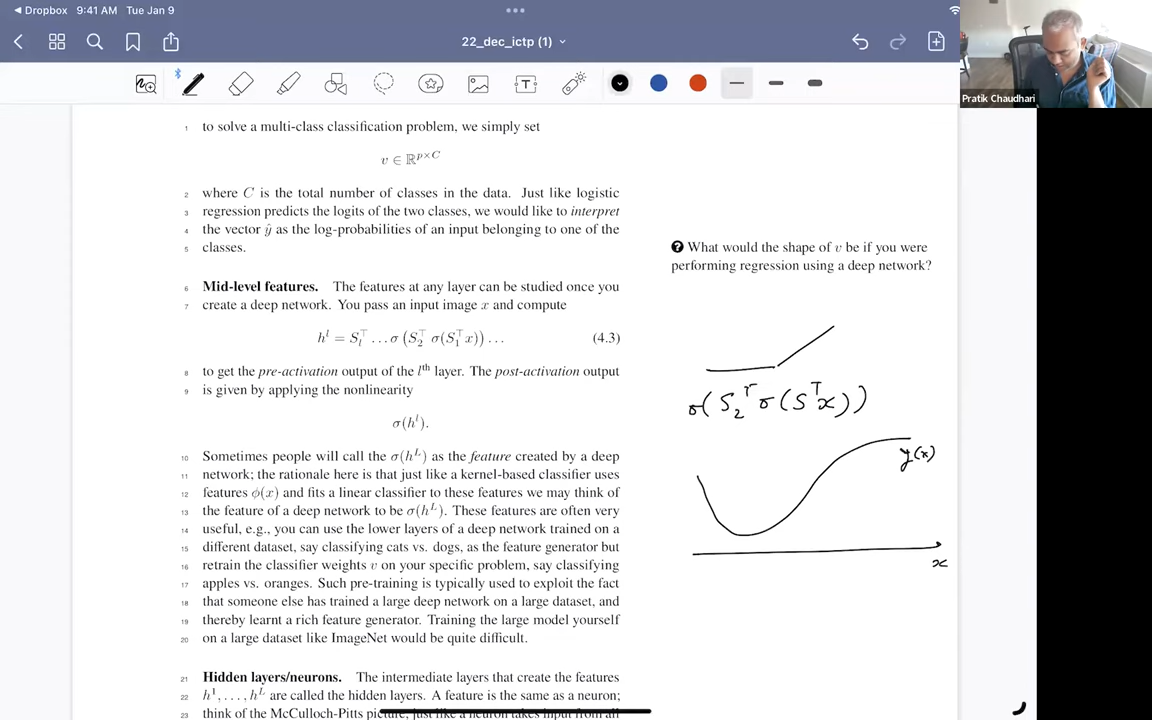 Dropbox 9:41 AM Tue Jan 9
22_dec_ictp (1)
Pratik Chaudhari
1 to solve a multi-class classification problem, we simply set
v ∈ ℝ^{p×C}
2 where C is the total number of classes in the data. Just like logistic
3 regression predicts the logits of the two classes, we would like to interpret
4 the vector ŷ as the log-probabilities of an input belonging to one of the
5 classes.
6 Mid-level features. The features at any layer can be studied once you
7 create a deep network. You pass an input image x and compute
h^l = S_l^⊤ … σ (S_2^⊤ σ(S_1^⊤ x)) … (4.3)
8 to get the pre-activation output of the l^th layer. The post-activation output
9 is given by applying the nonlinearity
σ(h^l).
10 Sometimes people will call the σ(h^L) as the feature created by a deep
11 network; the rationale here is that just like a kernel-based classifier uses
12 features ϕ(x) and fits a linear classifier to these features we may think of
13 the feature of a deep network to be σ(h^L). These features are often very
14 useful, e.g., you can use the lower layers of a deep network trained on a
15 different dataset, say classifying cats vs. dogs, as the feature generator but
16 retrain the classifier weights v on your specific problem, say classifying
17 apples vs. oranges. Such pre-training is typically used to exploit the fact
18 that someone else has trained a large deep network on a large dataset, and
19 thereby learnt a rich feature generator. Training the large model yourself
20 on a large dataset like ImageNet would be quite difficult.
21 Hidden layers/neurons. The intermediate layers that create the features
22 h^1, …, h^L are called the hidden layers. A feature is the same as a neuron;
23 think of the McCulloch-Pitts picture, just like a neuron takes input from all
? What would the shape of v be if you were
performing regression using a deep network?
σ(S_2^T σ(S^T x))
y(x)
x